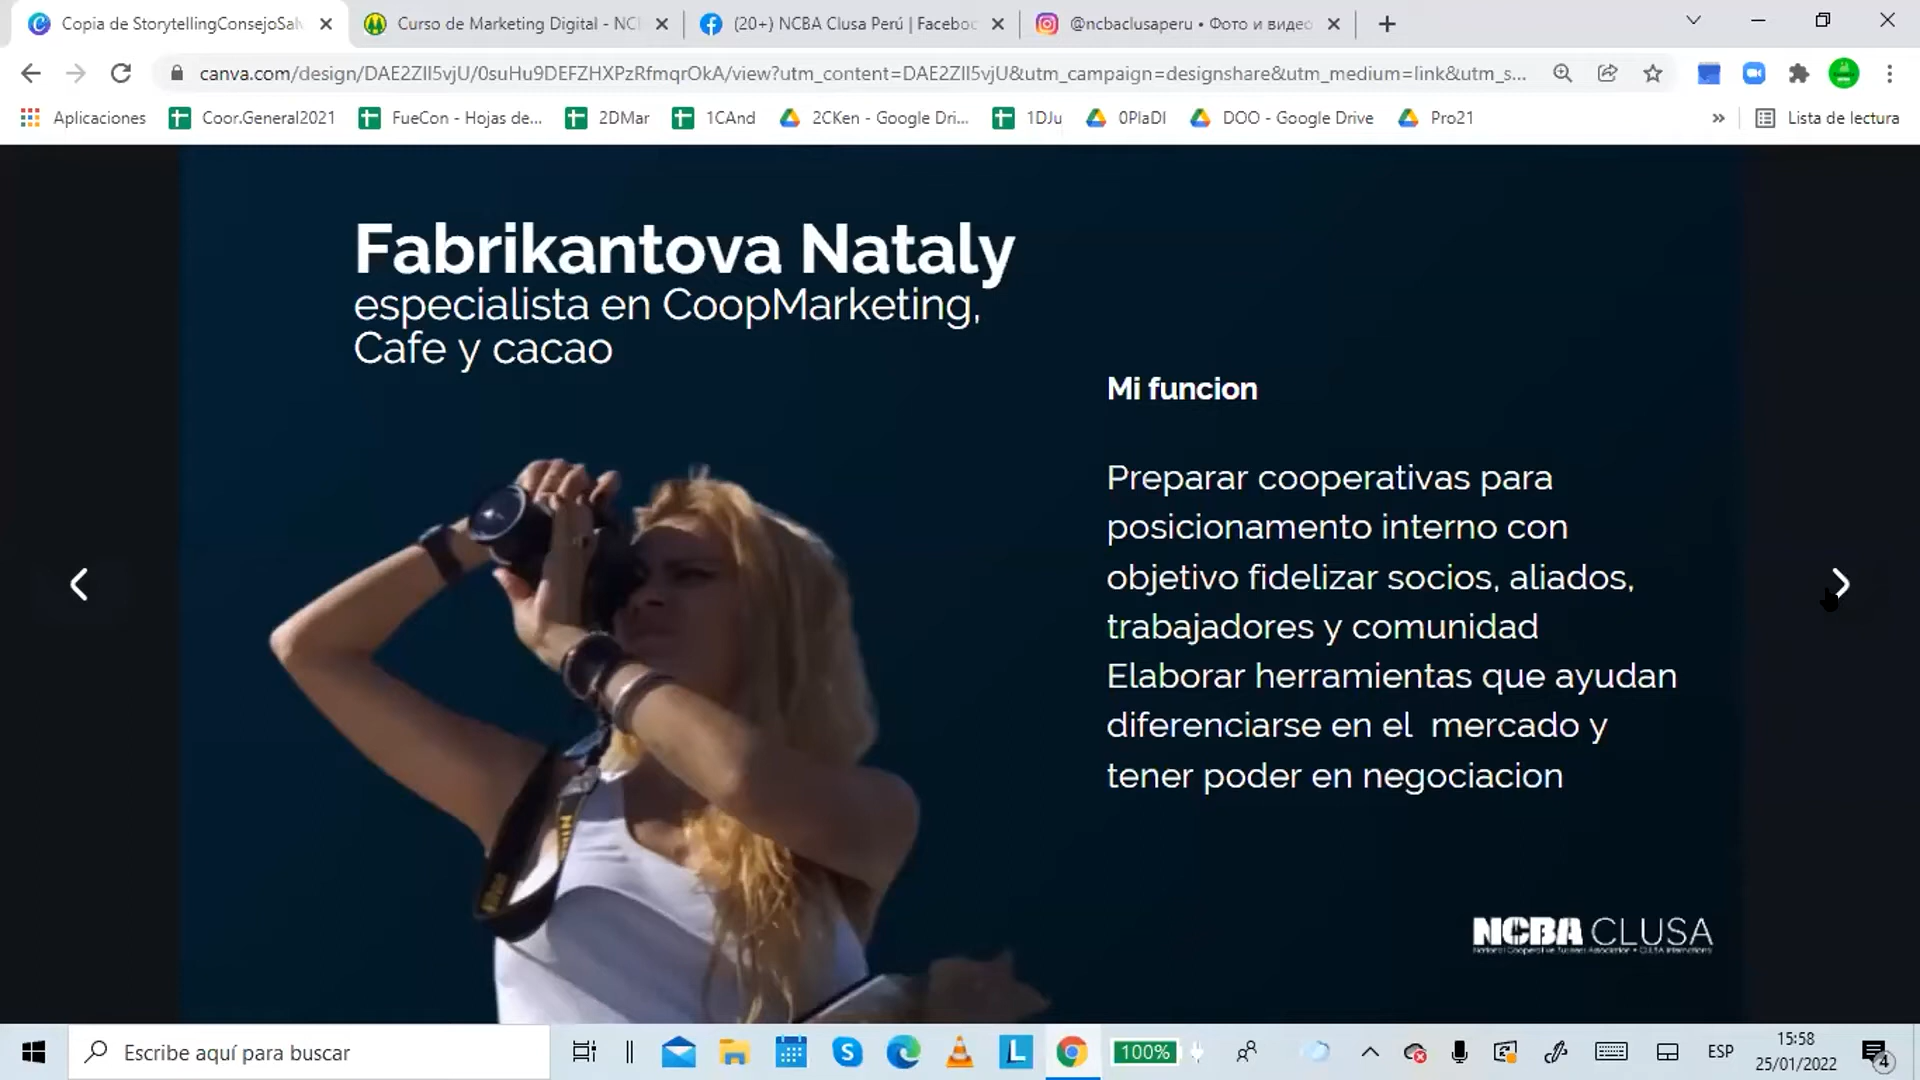 Copia de StorytellingConsejoSal
Curso de Marketing Digital - NC
(20+) NCBA Clusa Perú | Faceboo
@ncbaclusaperu • Фото и видео
canva.com/design/DAE2ZII5vjU/0suHu9DEFZHXPzRfmqrOkA/view?utm_content=DAE2ZII5vjU&utm_campaign=designshare&utm_medium=link&utm_s...
Aplicaciones
Coor.General2021
FueCon - Hojas de...
2DMar
1CAnd
2CKen - Google Dri...
1DJu
0PlaDI
DOO - Google Drive
Pro21
»
Lista de lectura
Fabrikantova Nataly
especialista en CoopMarketing,
Cafe y cacao
Mi funcion
Preparar cooperativas para
posicionamento interno con
objetivo fidelizar socios, aliados,
trabajadores y comunidad
Elaborar herramientas que ayudan
diferenciarse en el mercado y
tener poder en negociacion
NCBA CLUSA
Escribe aquí para buscar
100%
ESP
15:58
25/01/2022
4